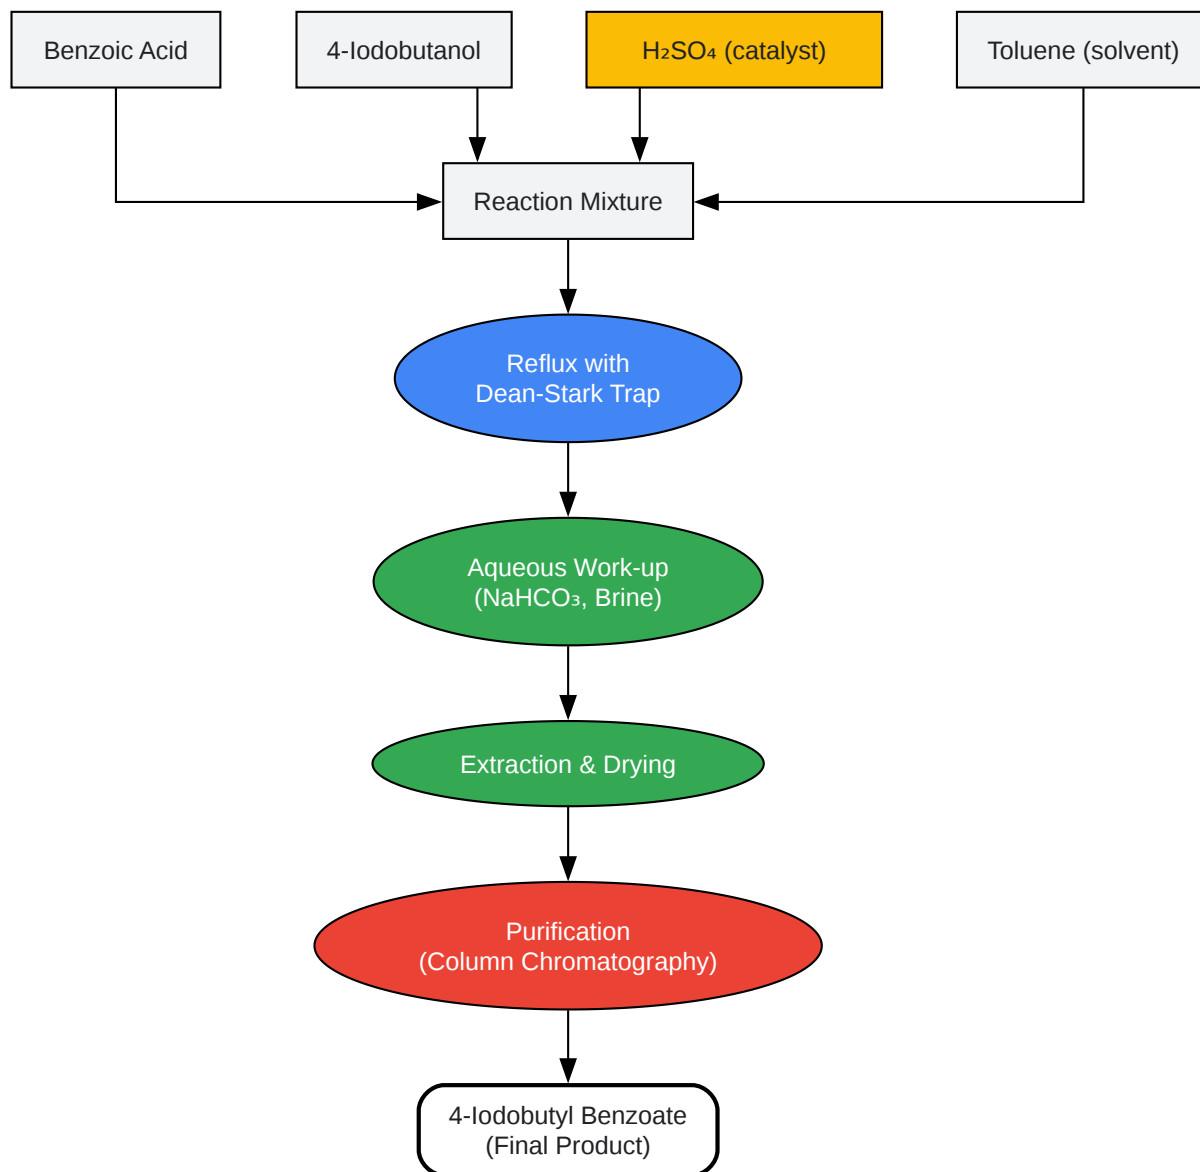 Benzoic Acid
4-Iodobutanol
H₂SO₄ (catalyst)
Toluene (solvent)
Reaction Mixture
Reflux with
Dean-Stark Trap
Aqueous Work-up
(NaHCO₃, Brine)
Extraction & Drying
Purification
(Column Chromatography)
4-Iodobutyl Benzoate
(Final Product)